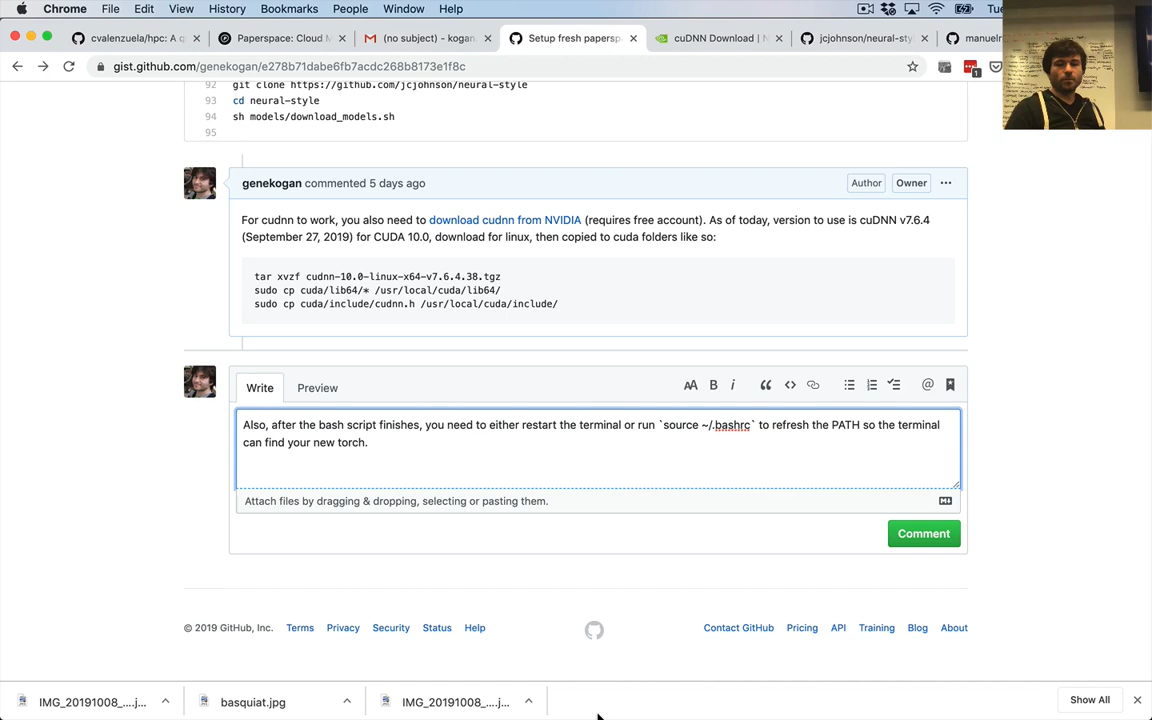 Chrome File Edit View History Bookmarks People Window Help Tue
cvalenzuela/hpc: A q
Paperspace: Cloud M
(no subject) - kogan
Setup fresh papersp
cuDNN Download | N
jcjohnson/neural-sty
manuelr
gist.github.com/genekogan/e278b71dabe6fb7acdc268b8173e1f8c
1
92 git clone https://github.com/jcjohnson/neural-style
93 cd neural-style
94 sh models/download_models.sh
95
genekogan commented 5 days ago Author Owner ...
For cudnn to work, you also need to download cudnn from NVIDIA (requires free account). As of today, version to use is cuDNN v7.6.4
(September 27, 2019) for CUDA 10.0, download for linux, then copied to cuda folders like so:
tar xvzf cudnn-10.0-linux-x64-v7.6.4.38.tgz
sudo cp cuda/lib64/* /usr/local/cuda/lib64/
sudo cp cuda/include/cudnn.h /usr/local/cuda/include/
Write Preview AA B i
Also, after the bash script finishes, you need to either restart the terminal or run `source ~/.bashrc` to refresh the PATH so the terminal
can find your new torch.
Attach files by dragging & dropping, selecting or pasting them.
Comment
© 2019 GitHub, Inc. Terms Privacy Security Status Help Contact GitHub Pricing API Training Blog About
IMG_20191008_....j... basquiat.jpg IMG_20191008_....j... Show All